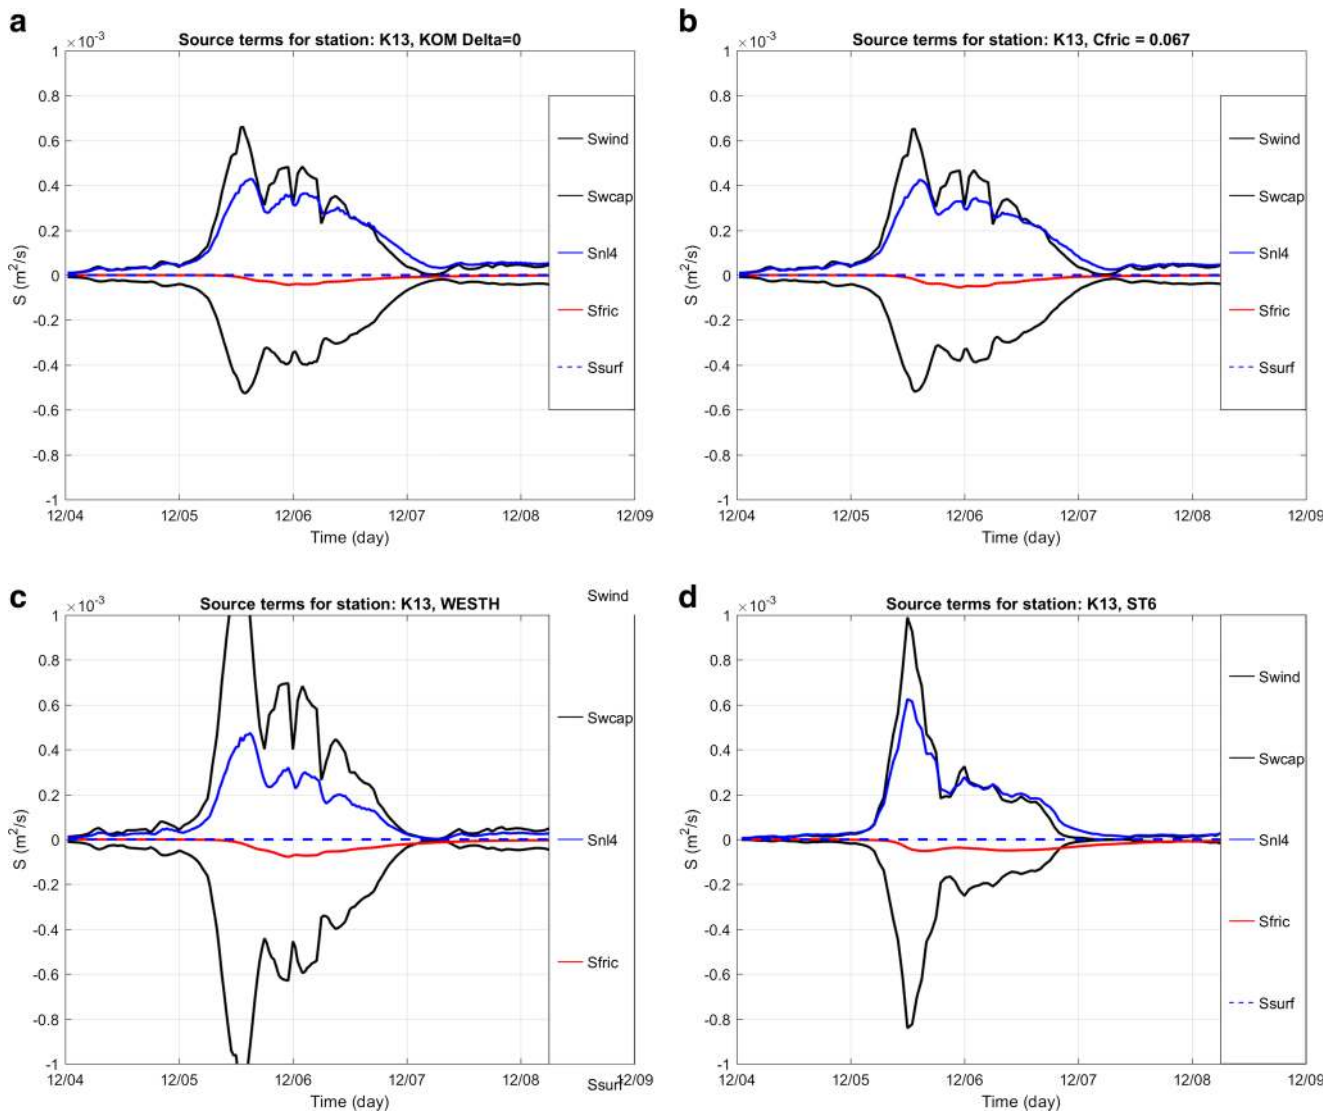 a
×10⁻³
Source terms for station: K13, KOM Delta=0
1
0.8
0.6
0.4
0.2
0
-0.2
-0.4
-0.6
-0.8
-1
S (m²/s)
12/04 12/05 12/06 12/07 12/08 12/09
Time (day)
Swind
Swcap
Snl4
Sfric
Ssurf
b
×10⁻³
Source terms for station: K13, Cfric = 0.067
1
0.8
0.6
0.4
0.2
0
-0.2
-0.4
-0.6
-0.8
-1
S (m²/s)
12/04 12/05 12/06 12/07 12/08 12/09
Time (day)
Swind
Swcap
Snl4
Sfric
Ssurf
c
×10⁻³
Source terms for station: K13, WESTH
1
0.8
0.6
0.4
0.2
0
-0.2
-0.4
-0.6
-0.8
-1
S (m²/s)
12/04 12/05 12/06 12/07 12/08 12/09
Time (day)
Swind
Swcap
Snl4
Sfric
Ssurf
d
×10⁻³
Source terms for station: K13, ST6
1
0.8
0.6
0.4
0.2
0
-0.2
-0.4
-0.6
-0.8
-1
S (m²/s)
12/04 12/05 12/06 12/07 12/08 12/09
Time (day)
Swind
Swcap
Snl4
Sfric
Ssurf